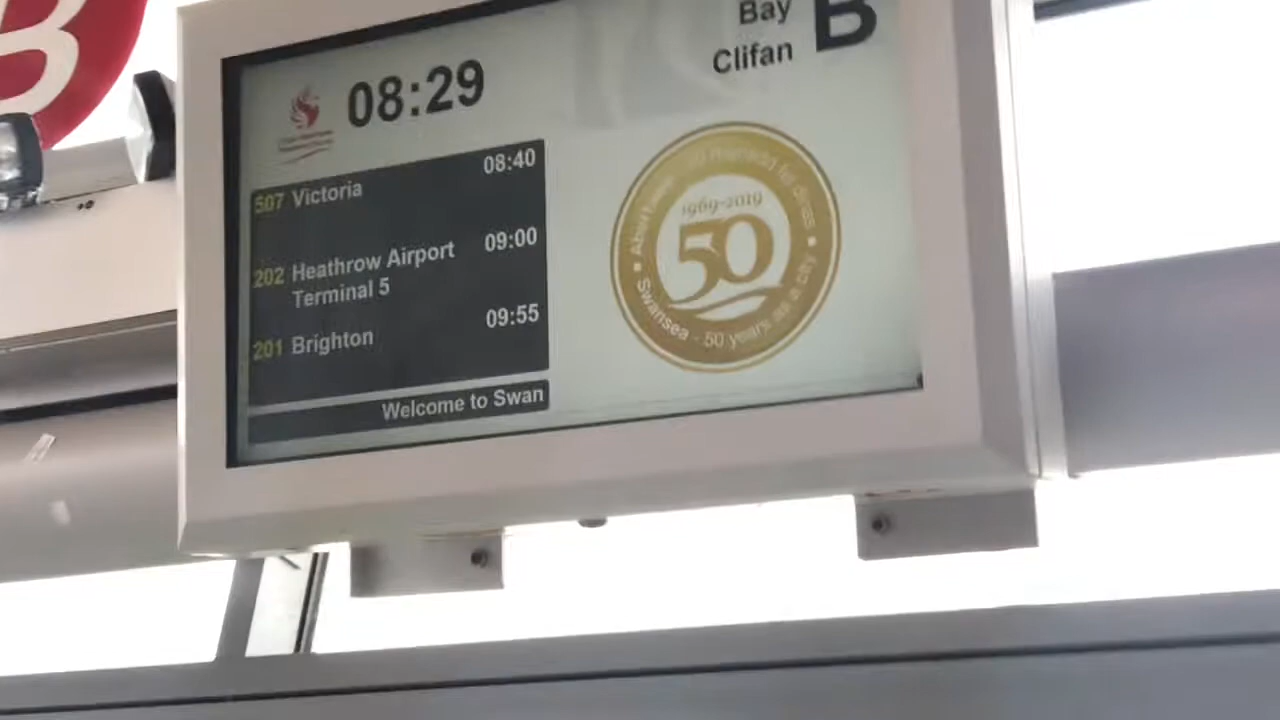 B
Bay B
Clifan
08:29
507 Victoria 08:40
202 Heathrow Airport 09:00
Terminal 5
201 Brighton 09:55
Welcome to Swan
1969-2019
50
Swansea - 50 years as a city